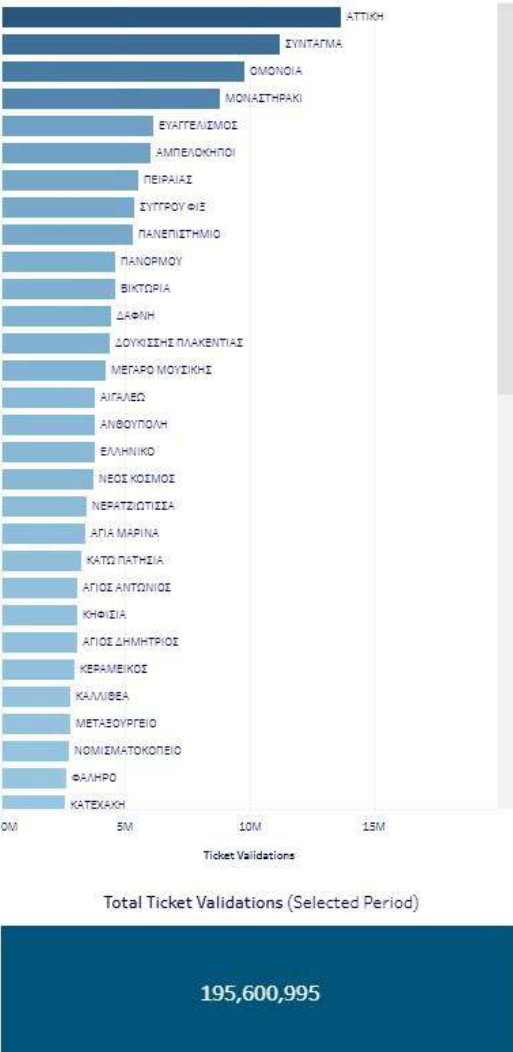 ΑΤΤΙΚΗ
ΣΥΝΤΑΓΜΑ
ΟΜΟΝΟΙΑ
ΜΟΝΑΣΤΗΡΑΚΙ
ΕΥΑΓΓΕΛΙΣΜΟΣ
ΑΜΠΕΛΟΚΗΠΟΙ
ΠΕΙΡΑΙΑΣ
ΣΥΓΓΡΟΥ ΦΙΞ
ΠΑΝΕΠΙΣΤΗΜΙΟ
ΠΑΝΟΡΜΟΥ
ΒΙΚΤΩΡΙΑ
ΔΑΦΝΗ
ΔΟΥΚΙΣΣΗΣ ΠΛΑΚΕΝΤΙΑΣ
ΜΕΓΑΡΟ ΜΟΥΣΙΚΗΣ
ΑΙΓΑΛΕΩ
ΑΝΘΟΥΠΟΛΗ
ΕΛΛΗΝΙΚΟ
ΝΕΟΣ ΚΟΣΜΟΣ
ΝΕΡΑΤΖΙΩΤΙΣΣΑ
ΑΓΙΑ ΜΑΡΙΝΑ
ΚΑΤΩ ΠΑΤΗΣΙΑ
ΑΓΙΟΣ ΑΝΤΩΝΙΟΣ
ΚΗΦΙΣΙΑ
ΑΓΙΟΣ ΔΗΜΗΤΡΙΟΣ
ΚΕΡΑΜΕΙΚΟΣ
ΚΑΛΛΙΘΕΑ
ΜΕΤΑΞΟΥΡΓΕΙΟ
ΝΟΜΙΣΜΑΤΟΚΟΠΕΙΟ
ΦΑΛΗΡΟ
ΚΑΤΕΧΑΚΗ
0M 5M 10M 15M
Ticket Validations
Total Ticket Validations (Selected Period)
195,600,995